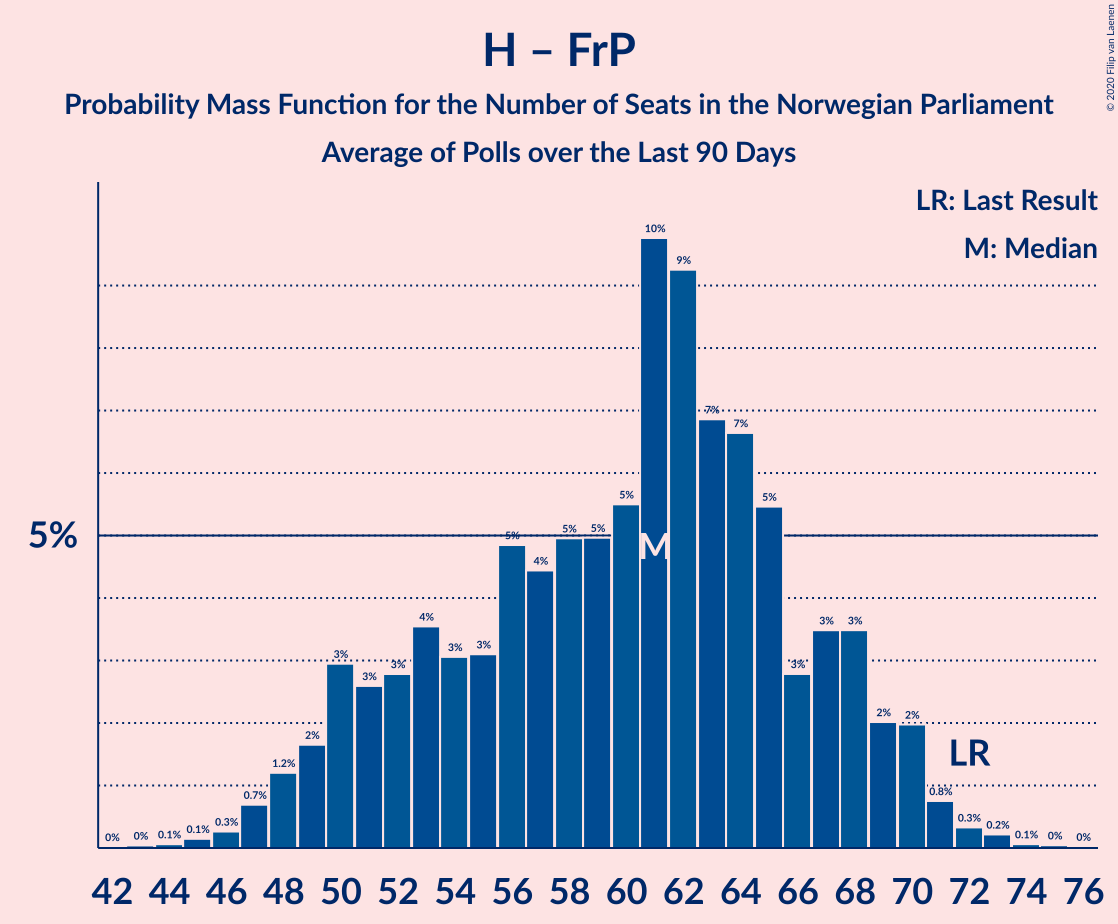 H – FrP
Probability Mass Function for the Number of Seats in the Norwegian Parliament
Average of Polls over the Last 90 Days
© 2020 Filip van Laenen
LR: Last Result
M: Median
5%
0% 0% 0.1% 0.1% 0.3% 0.7% 1.2% 2% 3% 3% 3% 4% 3% 3% 5% 4% 5% 5% 5% 10% 9% 7% 7% 5% 3% 3% 3% 2% 2% 0.8% 0.3% 0.2% 0.1% 0% 0%
M
LR
42 44 46 48 50 52 54 56 58 60 62 64 66 68 70 72 74 76